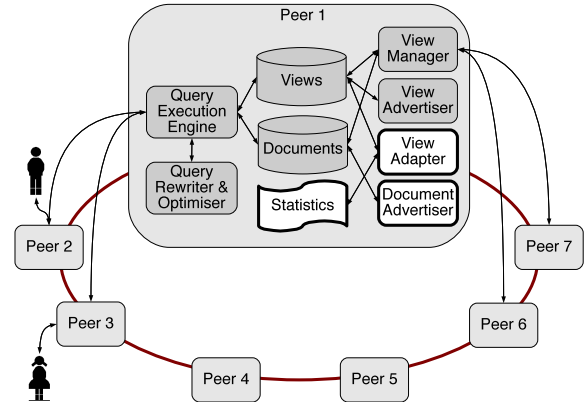 Peer 1
View
Manager
Views
View
Advertiser
Query
Execution
Engine
Documents
View
Adapter
Query
Rewriter &
Optimiser
Statistics
Document
Advertiser
Peer 2
Peer 7
Peer 3
Peer 6
Peer 4
Peer 5